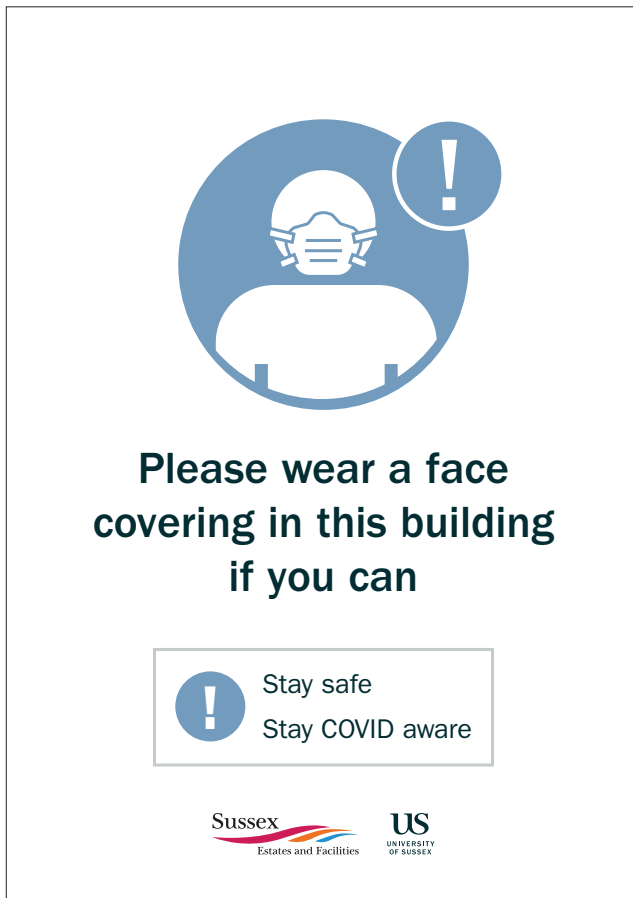 !
Please wear a face
covering in this building
if you can
!
Stay safe
Stay COVID aware
Sussex
Estates and Facilities
US
UNIVERSITY
OF SUSSEX